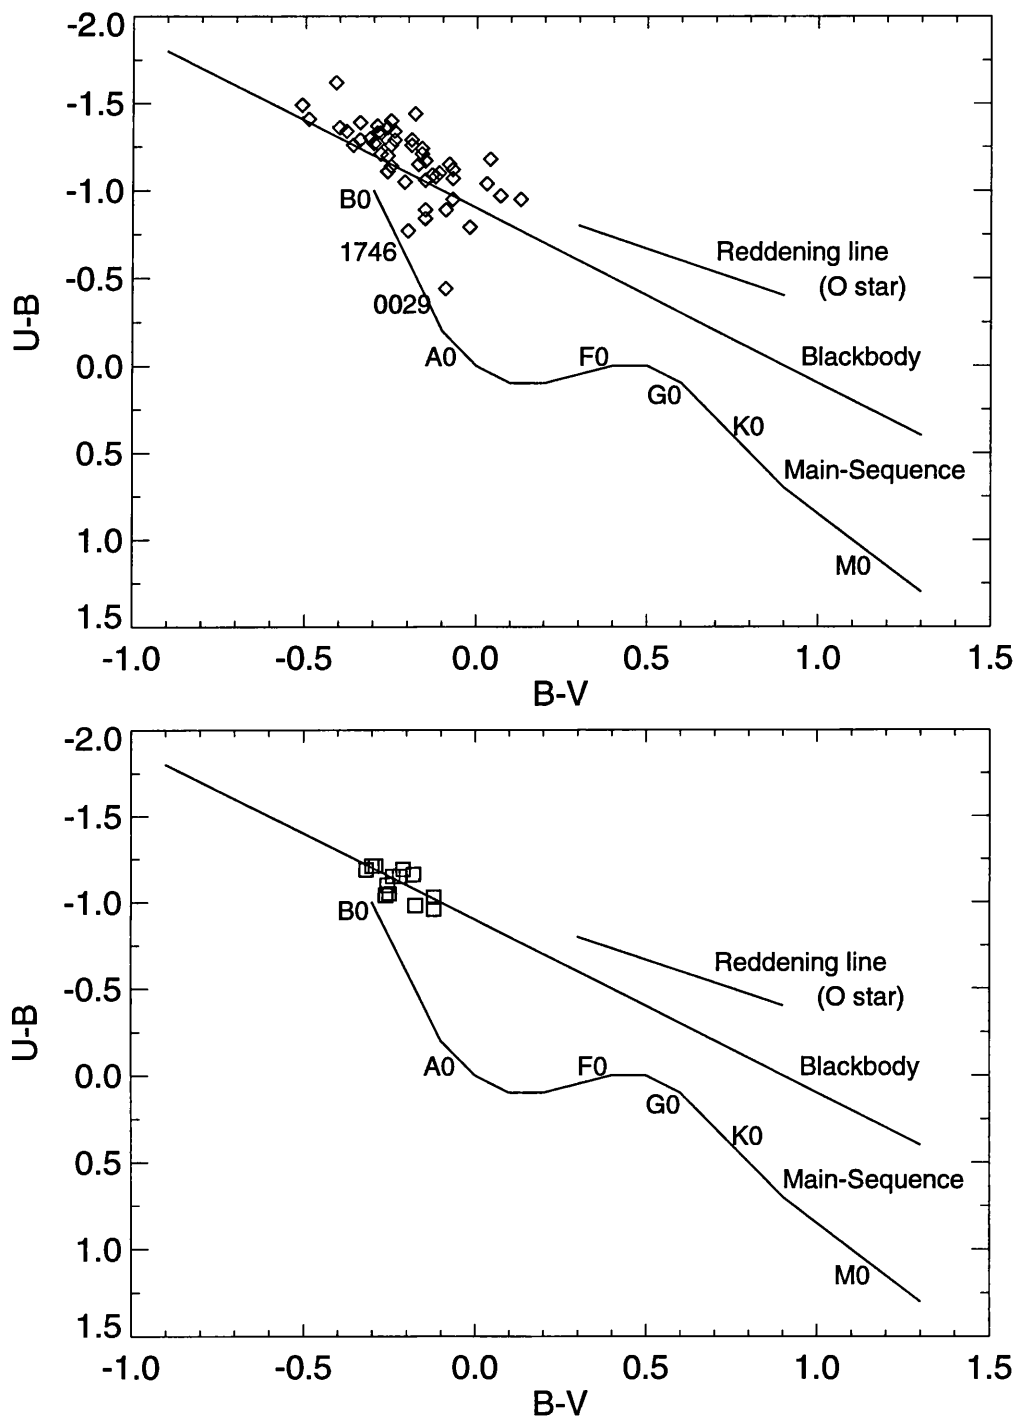 -2.0
-1.5
-1.0
-0.5
0.0
0.5
1.0
1.5
U-B
B0
1746
0029
A0
F0
G0
K0
M0
Reddening line
(O star)
Blackbody
Main-Sequence
-1.0 -0.5 0.0 0.5 1.0 1.5
B-V
-2.0
-1.5
-1.0
-0.5
0.0
0.5
1.0
1.5
U-B
B0
A0
F0
G0
K0
M0
Reddening line
(O star)
Blackbody
Main-Sequence
-1.0 -0.5 0.0 0.5 1.0 1.5
B-V